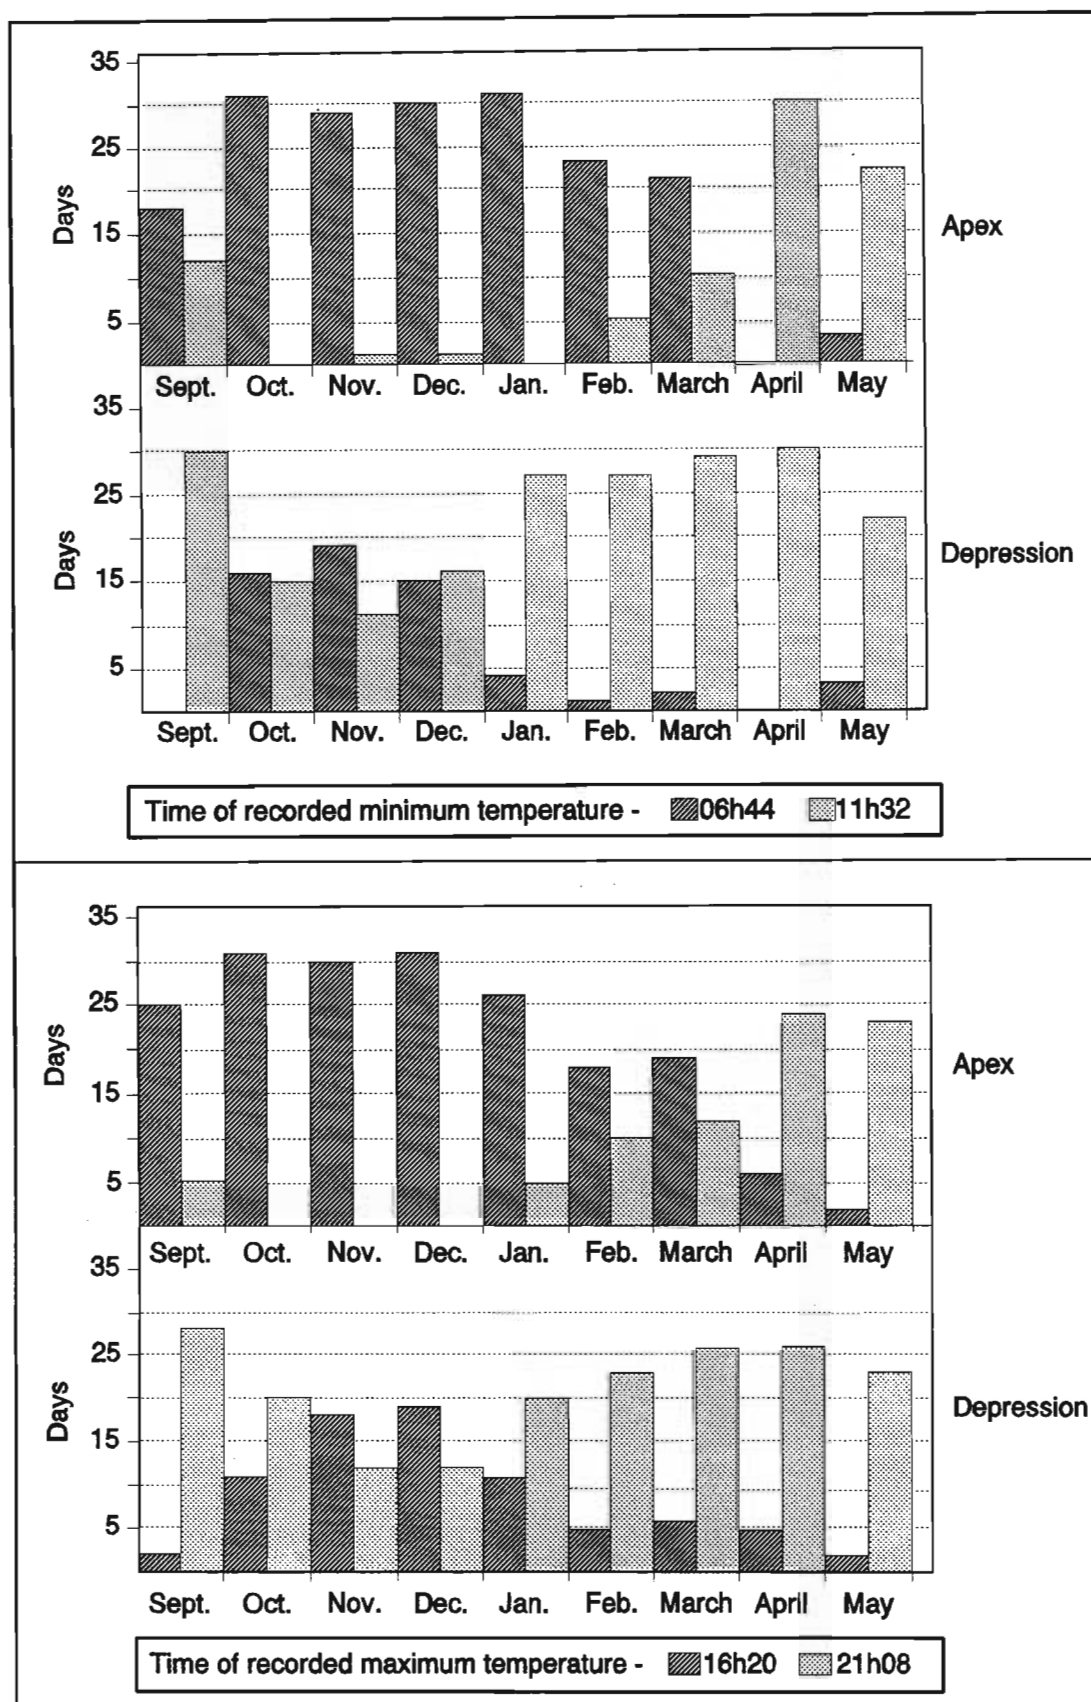 35
25
15
5
Days
Apex
Sept. Oct. Nov. Dec. Jan. Feb. March April May
35
25
15
5
Days
Depression
Sept. Oct. Nov. Dec. Jan. Feb. March April May
Time of recorded minimum temperature - 06h44 11h32
35
25
15
5
Days
Apex
Sept. Oct. Nov. Dec. Jan. Feb. March April May
35
25
15
5
Days
Depression
Sept. Oct. Nov. Dec. Jan. Feb. March April May
Time of recorded maximum temperature - 16h20 21h08